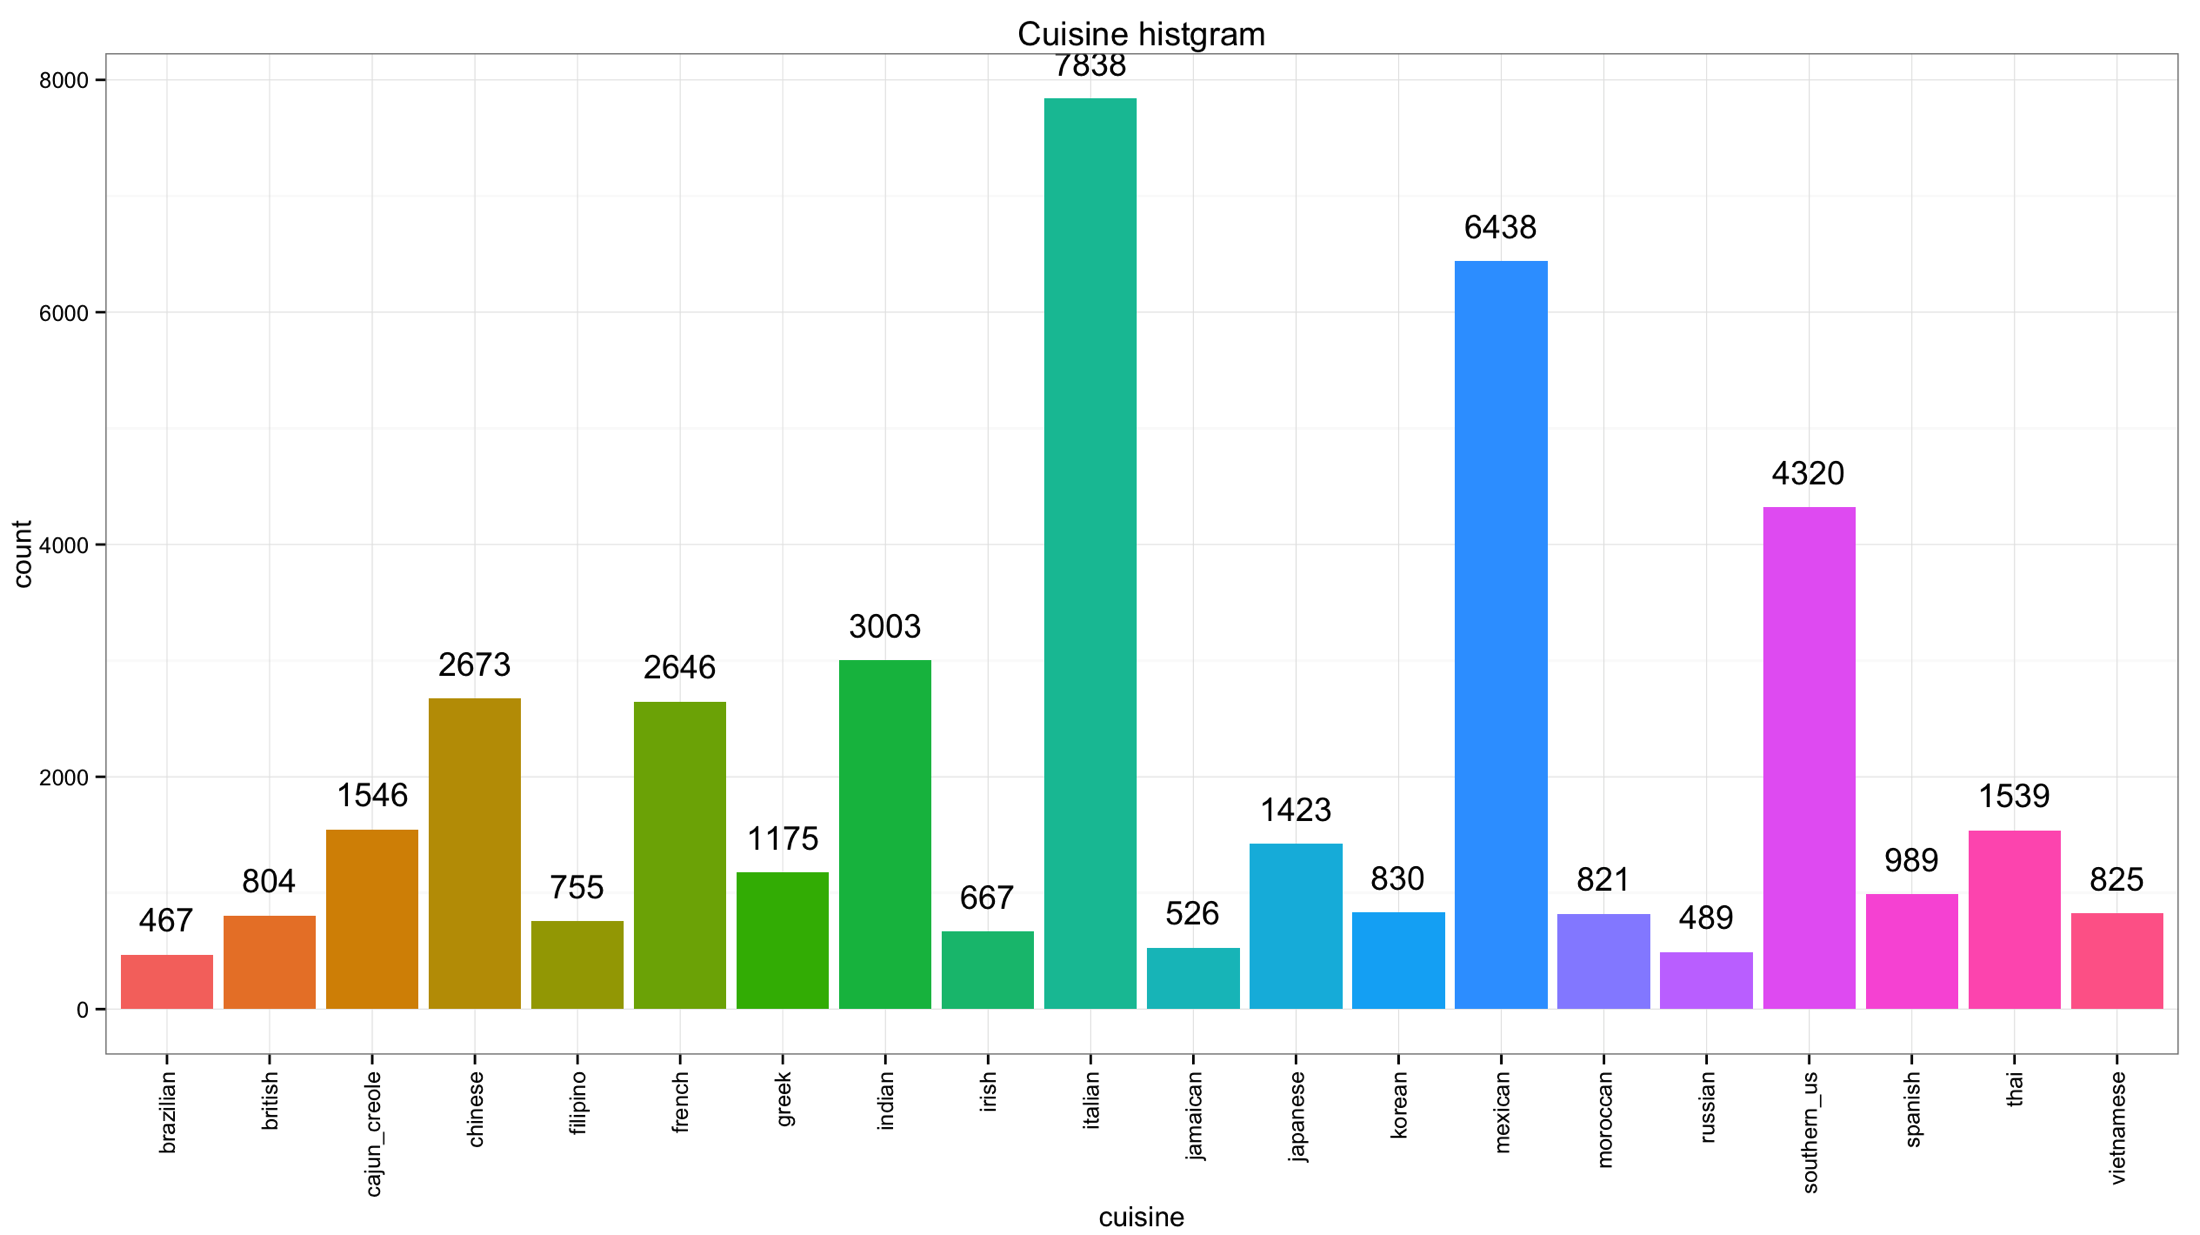 Cuisine histgram
count
8000
6000
4000
2000
0
467
804
1546
2673
755
2646
1175
3003
667
7838
526
1423
830
6438
821
489
4320
989
1539
825
brazilian
british
cajun_creole
chinese
filipino
french
greek
indian
irish
italian
jamaican
japanese
korean
mexican
moroccan
russian
southern_us
spanish
thai
vietnamese
cuisine